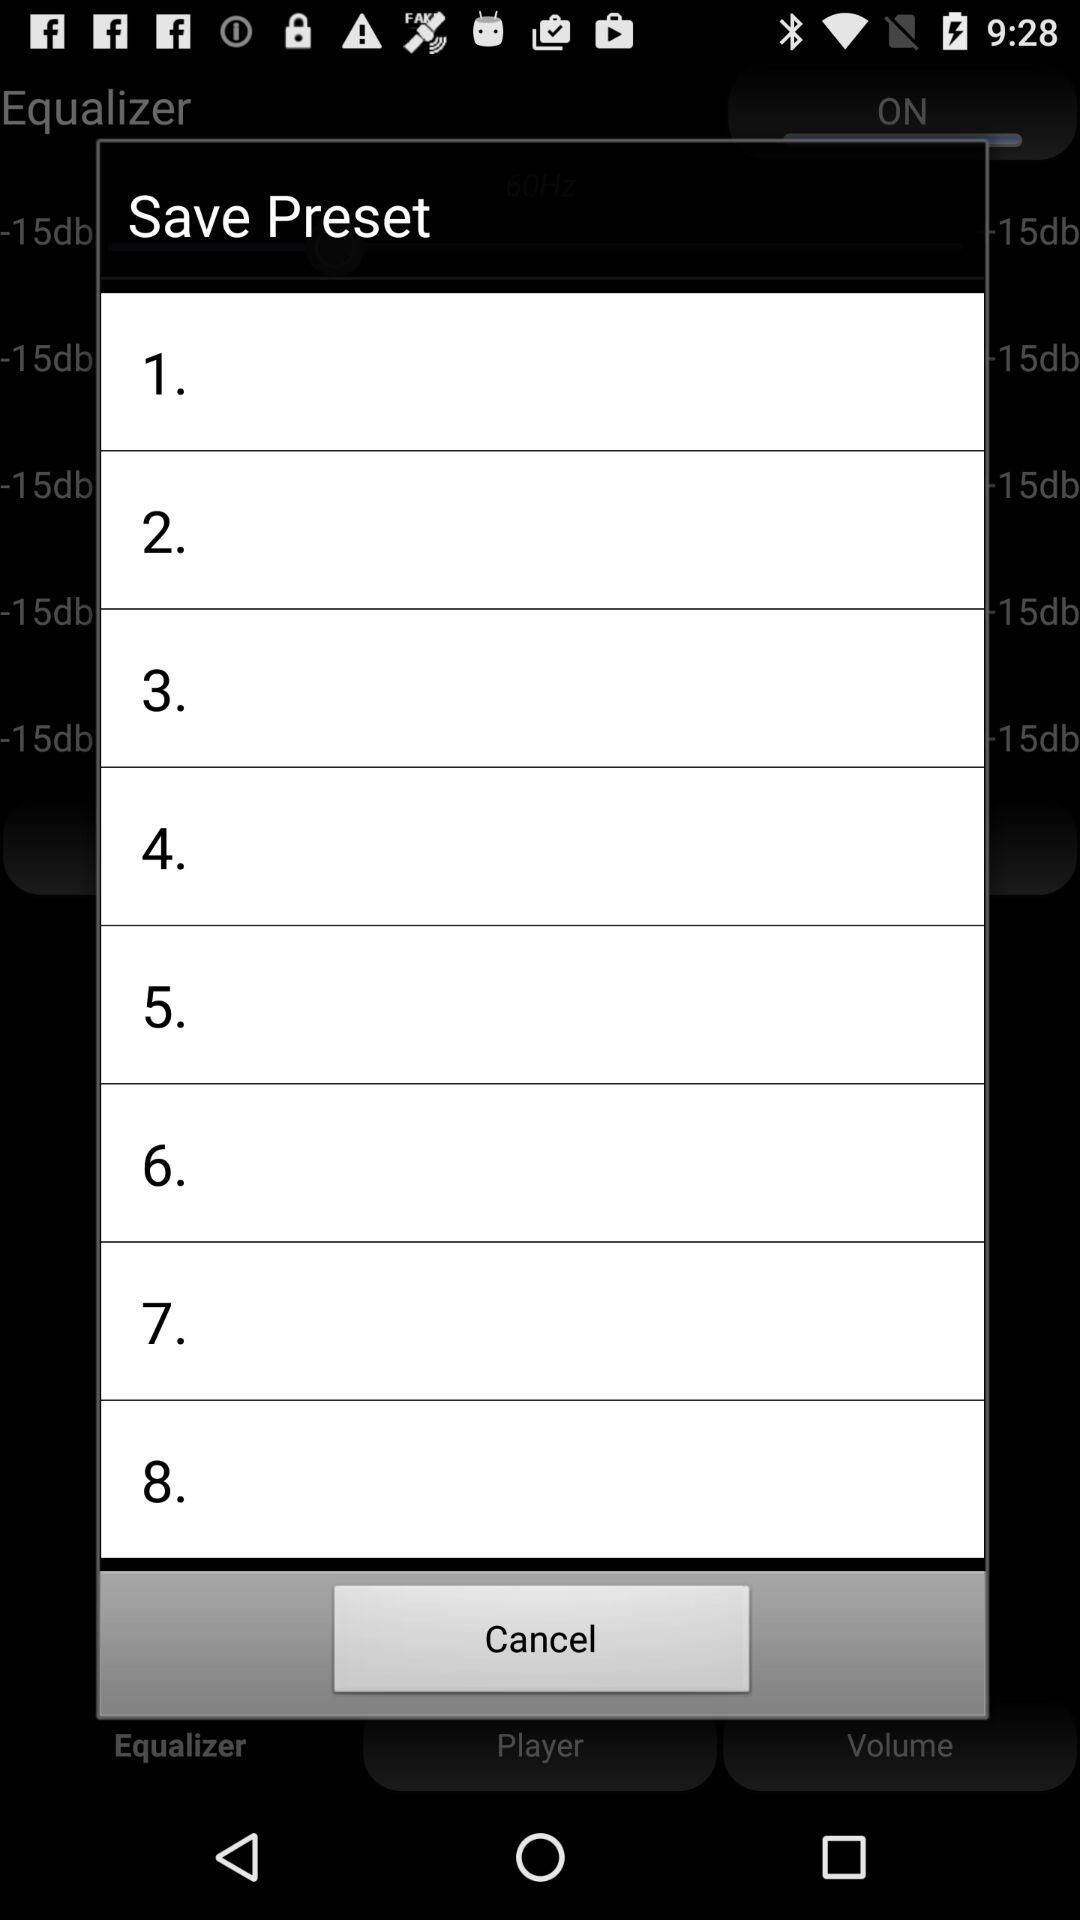 FAKE 9:28
Equalizer ON
60Hz
Save Preset
-15db -15db
1.
-15db -15db
2.
-15db -15db
3.
-15db -15db
4.
-15db -15db
5.
6.
7.
8.
Cancel
Equalizer Player Volume